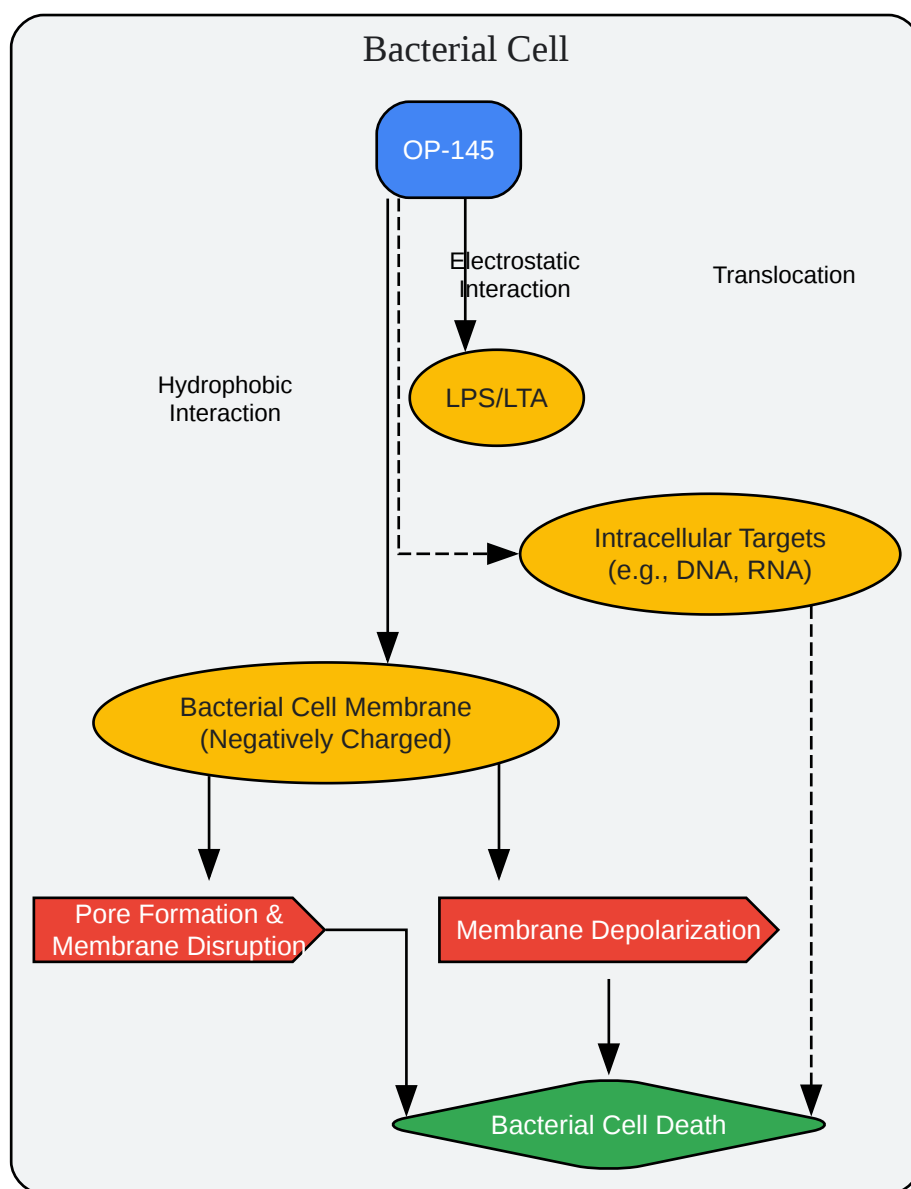 Bacterial Cell
OP-145
Electrostatic
Interaction
Translocation
Hydrophobic
Interaction
LPS/LTA
Intracellular Targets
(e.g., DNA, RNA)
Bacterial Cell Membrane
(Negatively Charged)
Pore Formation &
Membrane Disruption
Membrane Depolarization
Bacterial Cell Death